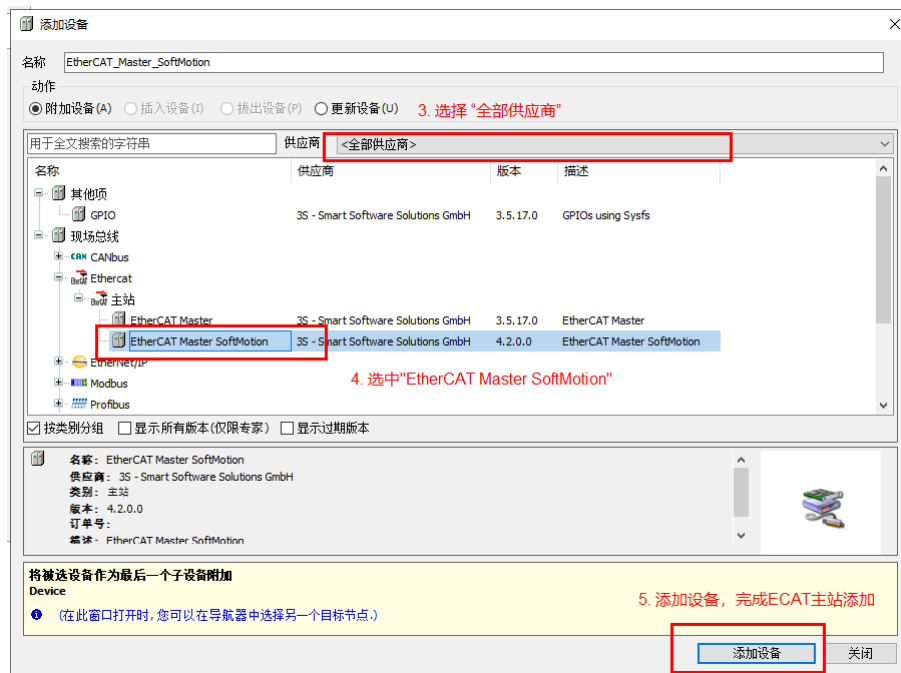 添加设备
名称 EtherCAT_Master_SoftMotion
动作
附加设备(A) 插入设备(I) 拔出设备(P) 更新设备(U) 3. 选择 “全部供应商”
用于全文搜索的字符串 供应商 <全部供应商>
名称 供应商 版本 描述
其他项
GPIO 3S - Smart Software Solutions GmbH 3.5.17.0 GPIOs using Sysfs
现场总线
CAN CANbus
Ethercat
主站
EtherCAT Master 3S - Smart Software Solutions GmbH 3.5.17.0 EtherCAT Master
EtherCAT Master SoftMotion 3S - Smart Software Solutions GmbH 4.2.0.0 EtherCAT Master SoftMotion
EtherNet/IP
Modbus
4. 选中"EtherCAT Master SoftMotion"
Profibus
按类别分组 显示所有版本(仅限专家) 显示过期版本
名称: EtherCAT Master SoftMotion
供应商: 3S - Smart Software Solutions GmbH
类别: 主站
版本: 4.2.0.0
订单号:
描述: EtherCAT Master SoftMotion
将被选设备作为最后一个子设备附加
Device
(在此窗口打开时,您可以在导航器中选择另一个目标节点.)
5. 添加设备，完成ECAT主站添加
添加设备 关闭